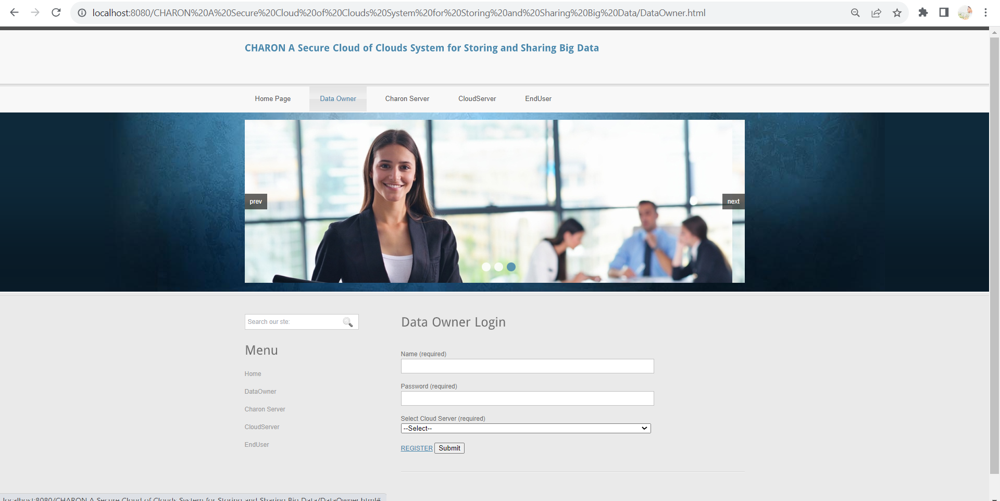 localhost:8080/CHARON%20A%20Secure%20Cloud%20of%20Clouds%20System%20for%20Storing%20and%20Sharing%20Big%20Data/DataOwner.html
CHARON A Secure Cloud of Clouds System for Storing and Sharing Big Data
Home Page Data Owner Charon Server CloudServer EndUser
prev next
Search our ste:
Menu
Home
DataOwner
Charon Server
CloudServer
EndUser
Data Owner Login
Name (required)
Password (required)
Select Cloud Server (required)
--Select--
REGISTER Submit
localhost:8080/CHARON A Secure Cloud of Clouds System for Storing and Sharing Big Data/DataOwner.html#